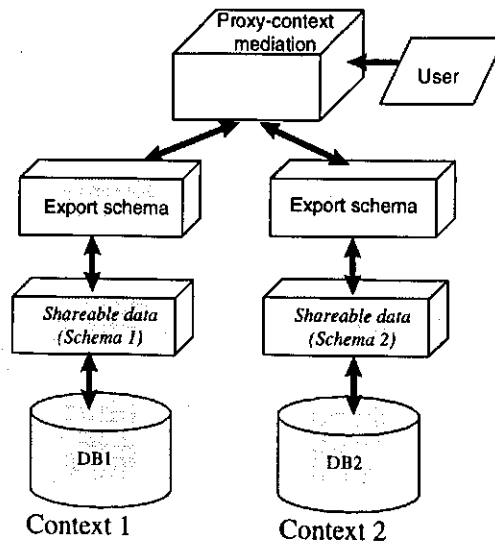 Proxy-context
mediation
User
Export schema
Export schema
Shareable data
(Schema 1)
Shareable data
(Schema 2)
DB1
DB2
Context 1
Context 2